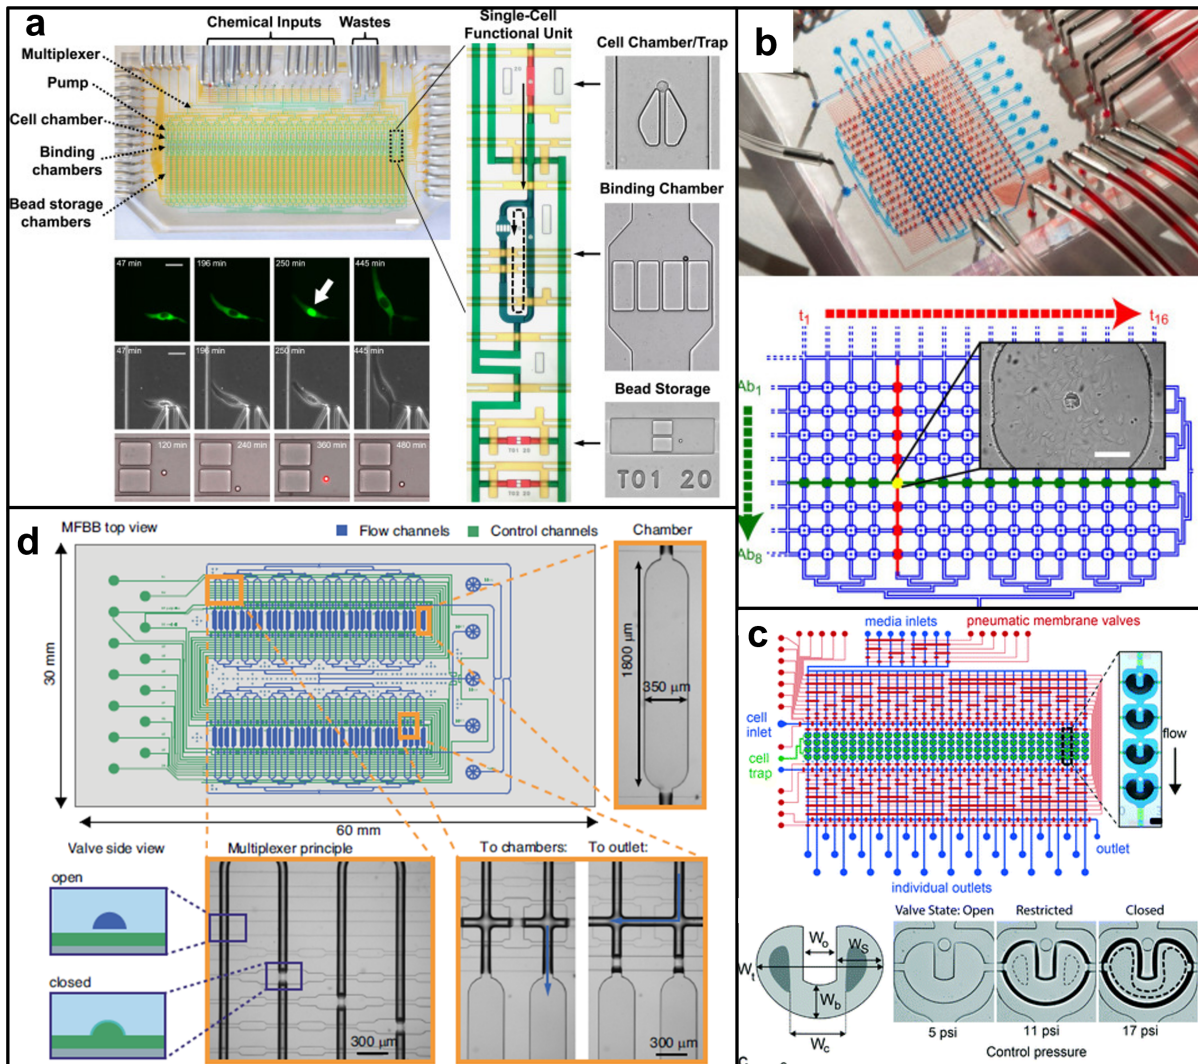 a
Chemical Inputs
Wastes
Multiplexer
Pump
Cell chamber
Binding
chambers
Bead storage
chambers
Single-Cell
Functional Unit
20
T01 20
T02 20
Cell Chamber/Trap
Binding Chamber
Bead Storage
T01 20
47 min
196 min
250 min
445 min
47 min
196 min
250 min
445 min
120 min
240 min
360 min
480 min
b
t1
t16
Ab1
Ab8
c
media inlets
pneumatic membrane valves
cell
inlet
cell
trap
flow
outlet
individual outlets
Valve State: Open
Restricted
Closed
Wo
WS
Wt
Wb
Wc
5 psi
11 psi
17 psi
Control pressure
d
MFBB top view
Flow channels
Control channels
Chamber
30 mm
1800 µm
350 µm
60 mm
Valve side view
Multiplexer principle
To chambers:
To outlet:
open
closed
300 µm
300 µm